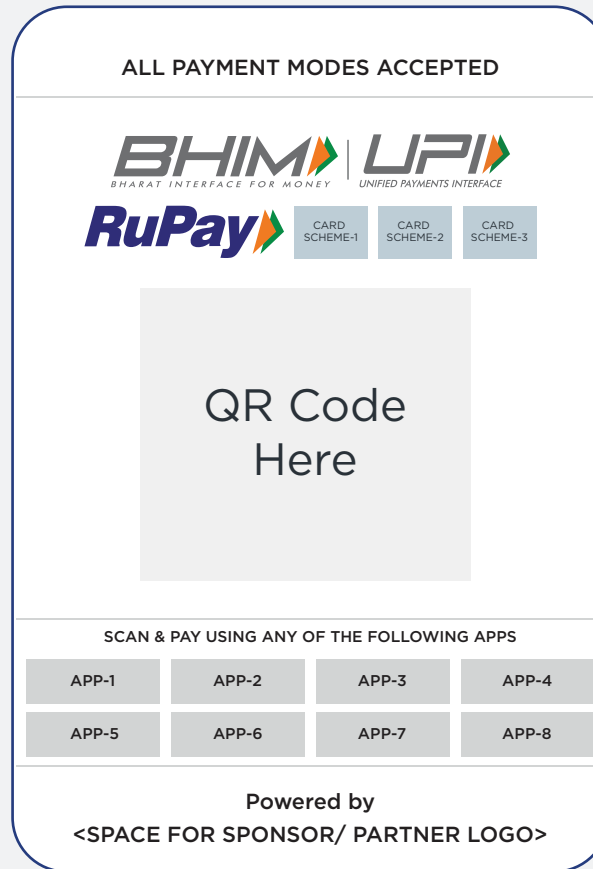 ALL PAYMENT MODES ACCEPTED
BHIM UPI
BHARAT INTERFACE FOR MONEY UNIFIED PAYMENTS INTERFACE
RuPay
CARD SCHEME-1
CARD SCHEME-2
CARD SCHEME-3
QR Code
Here
SCAN & PAY USING ANY OF THE FOLLOWING APPS
APP-1 APP-2 APP-3 APP-4
APP-5 APP-6 APP-7 APP-8
Powered by
<SPACE FOR SPONSOR/ PARTNER LOGO>